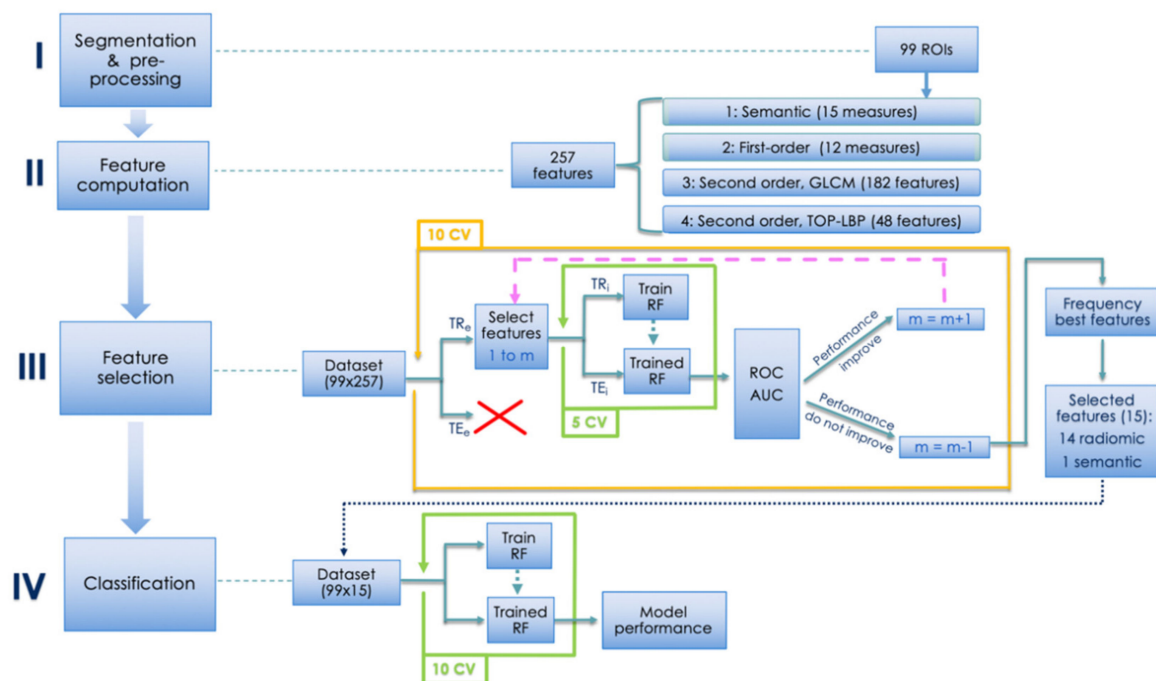 I
Segmentation
& pre-
processing
99 ROIs
1: Semantic (15 measures)
II
Feature
computation
257
features
2: First-order (12 measures)
3: Second order, GLCM (182 features)
4: Second order, TOP-LBP (48 features)
10 CV
III
Feature
selection
Dataset
(99x257)
TRe
TEe
Select
features
1 to m
TRi
TEi
Train
RF
Trained
RF
5 CV
ROC
AUC
Performance
improve
Performance
do not improve
m = m+1
m = m-1
Frequency
best features
Selected
features (15):
14 radiomic
1 semantic
IV
Classification
Dataset
(99x15)
Train
RF
Trained
RF
10 CV
Model
performance